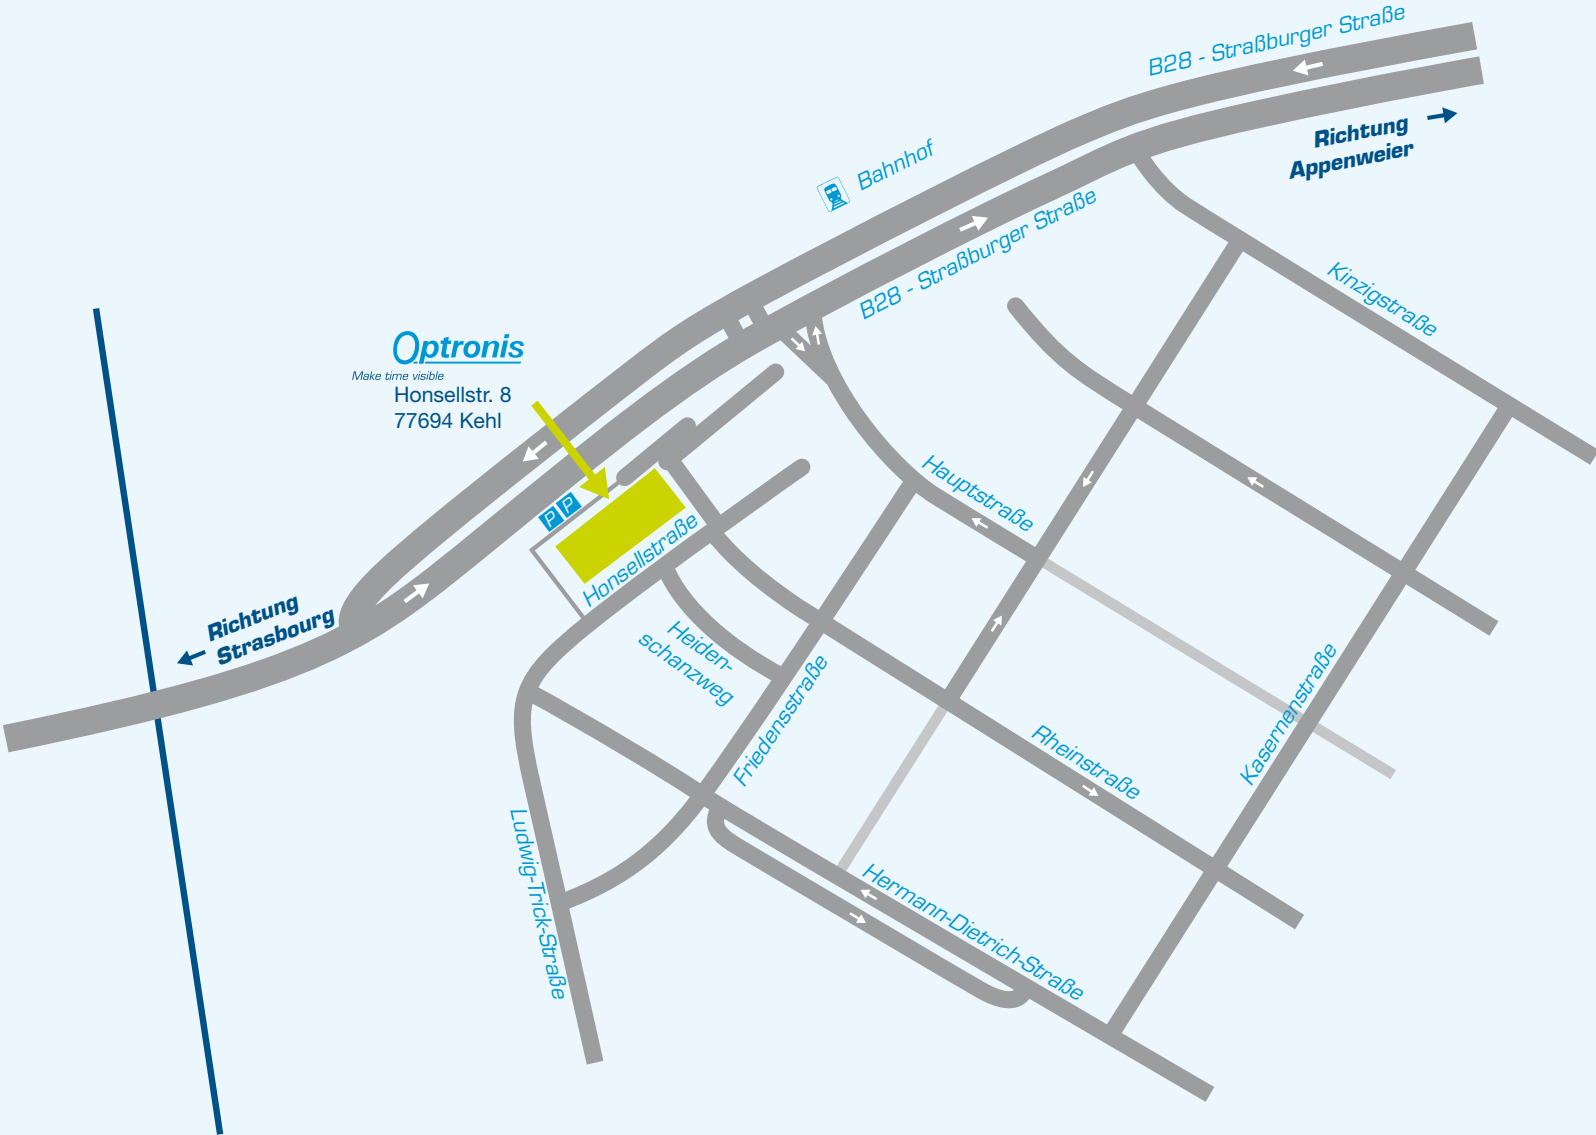 B28 - Straßburger Straße
Richtung
Appenweier
Bahnhof
B28 - Straßburger Straße
Kinzigstraße
Optronis
Make time visible
Honsellstr. 8
77694 Kehl
Hauptstraße
P P
Honsellstraße
Richtung
Strasbourg
Heiden-
schanzweg
Friedensstraße
Kasernenstraße
Rheinstraße
Ludwig-Trick-Straße
Hermann-Dietrich-Straße